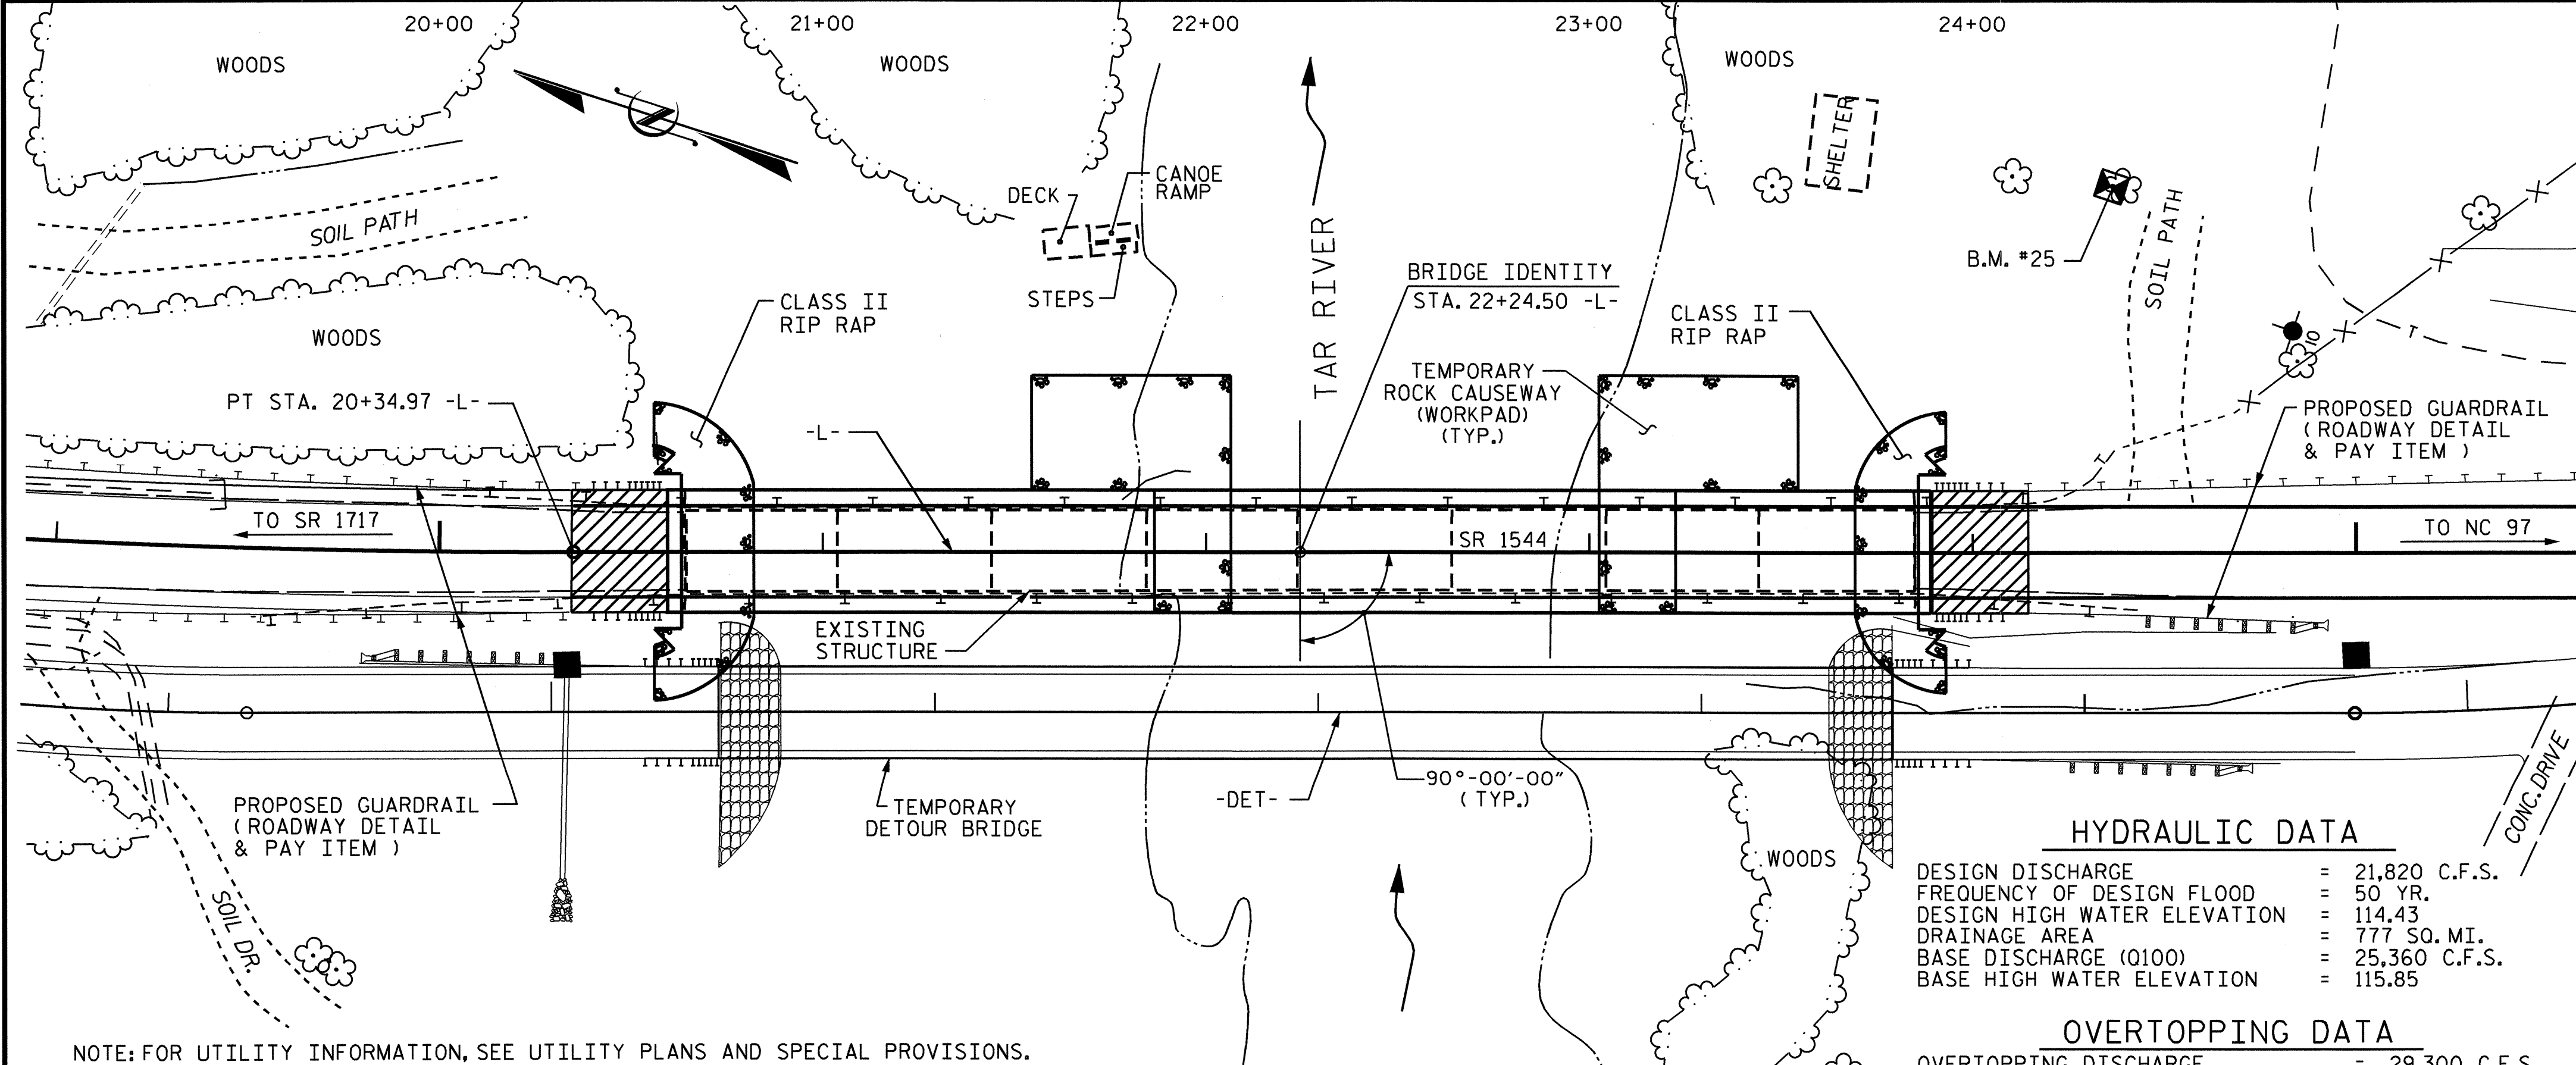 20+00
21+00
22+00
23+00
24+00
WOODS
WOODS
WOODS
SHELTER
N
CANOE
RAMP
DECK
STEPS
SOIL PATH
SOIL PATH
B.M. #25
TAR RIVER
BRIDGE IDENTITY
STA. 22+24.50 -L-
CLASS II
RIP RAP
CLASS II
RIP RAP
WOODS
10
T
TEMPORARY
ROCK CAUSEWAY
(WORKPAD)
(TYP.)
PT STA. 20+34.97 -L-
-L-
PROPOSED GUARDRAIL
(ROADWAY DETAIL
& PAY ITEM )
TO SR 1717
SR 1544
TO NC 97
EXISTING
STRUCTURE
PROPOSED GUARDRAIL
(ROADWAY DETAIL
& PAY ITEM )
TEMPORARY
DETOUR BRIDGE
-DET-
90°-00'-00"
(TYP.)
CONC. DRIVE
WOODS
SOIL DR.
HYDRAULIC DATA
DESIGN DISCHARGE = 21,820 C.F.S.
FREQUENCY OF DESIGN FLOOD = 50 YR.
DESIGN HIGH WATER ELEVATION = 114.43
DRAINAGE AREA = 777 SQ. MI.
BASE DISCHARGE (Q100) = 25,360 C.F.S.
BASE HIGH WATER ELEVATION = 115.85
OVERTOPPING DATA
OVERTOPPING DISCHARGE = 29,300 C.F.S.
NOTE: FOR UTILITY INFORMATION, SEE UTILITY PLANS AND SPECIAL PROVISIONS.